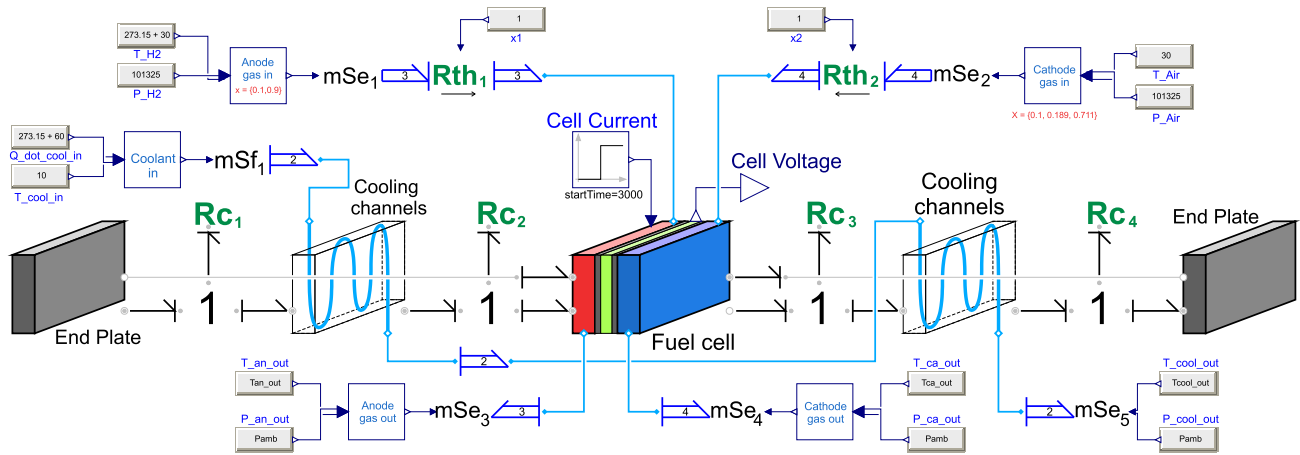 1
x1
1
x2
273.15 + 30
T_H2
101325
P_H2
Anode
gas in
x = {0.1,0.9}
mSe1
3
Rth1
3
4
Rth2
4
mSe2
Cathode
gas in
X = {0.1, 0.189, 0.711}
30
T_Air
101325
P_Air
273.15 + 60
Q_dot_cool_in
10
T_cool_in
Coolant
in
mSf1
2
Cell Current
startTime=3000
Cell Voltage
Cooling
channels
Cooling
channels
Rc1
Rc2
Rc3
Rc4
End Plate
1
1
1
1
End Plate
Fuel cell
2
T_an_out
Tan_out
P_an_out
Pamb
Anode
gas out
mSe3
3
4
mSe4
Cathode
gas out
T_ca_out
Tca_out
P_ca_out
Pamb
2
mSe5
T_cool_out
Tcool_out
P_cool_out
Pamb